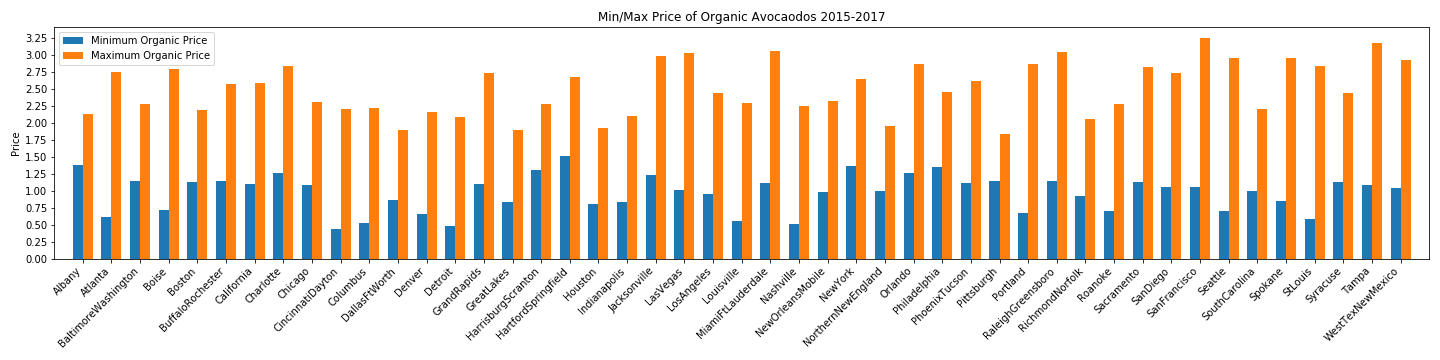 Min/Max Price of Organic Avocaodos 2015-2017
Minimum Organic Price
Maximum Organic Price
Price
3.25
3.00
2.75
2.50
2.25
2.00
1.75
1.50
1.25
1.00
0.75
0.50
0.25
0.00
Albany
Atlanta
BaltimoreWashington
Boise
Boston
BuffaloRochester
California
Charlotte
Chicago
CincinnatiDayton
Columbus
DallasFtWorth
Denver
Detroit
GrandRapids
GreatLakes
HarrisburgScranton
HartfordSpringfield
Houston
Indianapolis
Jacksonville
LasVegas
LosAngeles
Louisville
MiamiFtLauderdale
Nashville
NewOrleansMobile
NewYork
NorthernNewEngland
Orlando
Philadelphia
PhoenixTucson
Pittsburgh
Portland
RaleighGreensboro
RichmondNorfolk
Roanoke
Sacramento
SanDiego
SanFrancisco
Seattle
SouthCarolina
Spokane
StLouis
Syracuse
Tampa
WestTexNewMexico